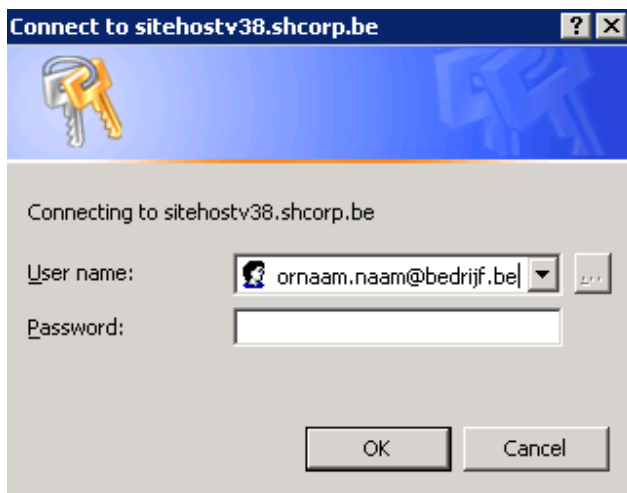 Connect to sitehostv38.shcorp.be
Connecting to sitehostv38.shcorp.be
User name: ornaam.naam@bedrijf.be ...
Password:
OK Cancel